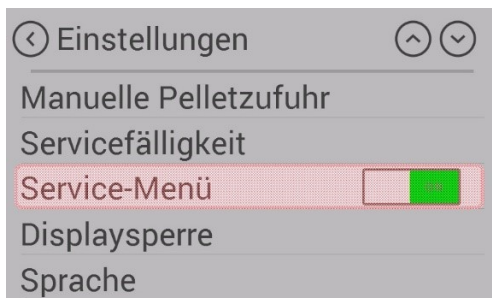 Einstellungen
Manuelle Pelletzufuhr
Servicefälligkeit
Service-Menü
Displaysperre
Sprache